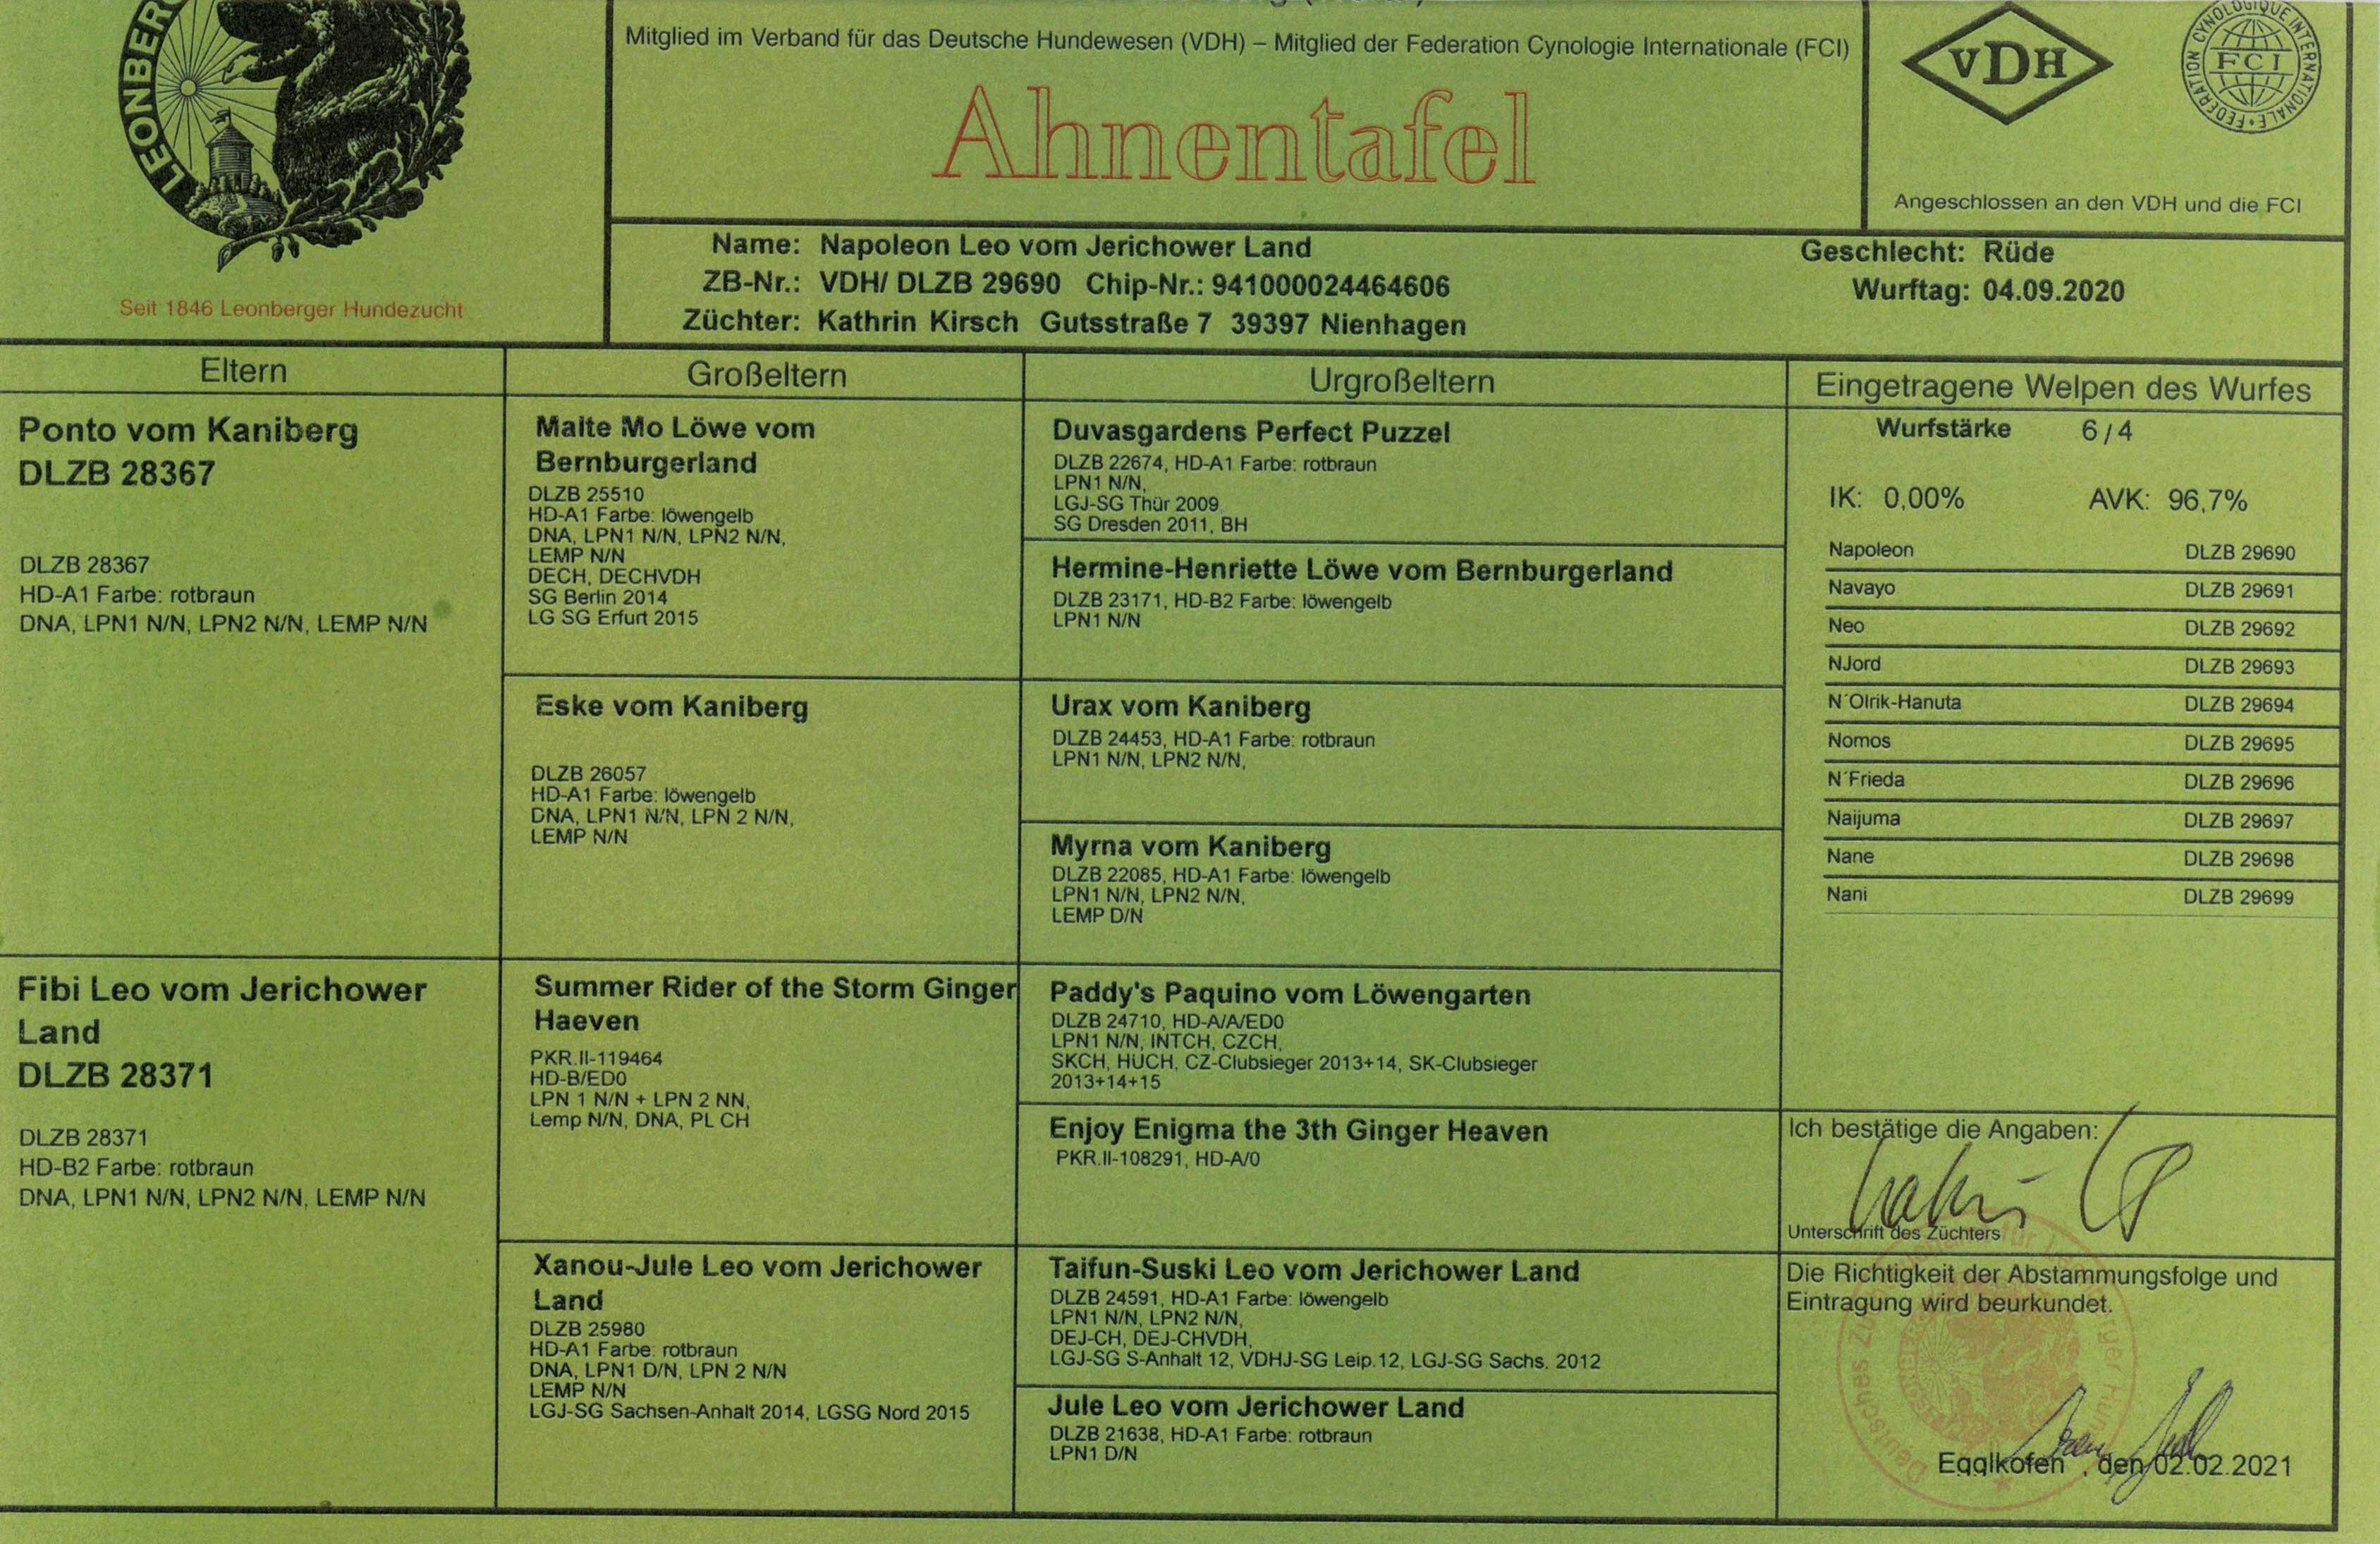 LEONBER
Seit 1846 Leonberger Hundezucht
Mitglied im Verband für das Deutsche Hundewesen (VDH) – Mitglied der Federation Cynologie Internationale (FCI)
Ahnentafel
VDH
FEDERATION CYNOLOGIQUE INTERNATIONALE
FCI
Angeschlossen an den VDH und die FCI
Name: Napoleon Leo vom Jerichower Land
ZB-Nr.: VDH/ DLZB 29690 Chip-Nr.: 941000024464606
Züchter: Kathrin Kirsch Gutsstraße 7 39397 Nienhagen
Geschlecht: Rüde
Wurftag: 04.09.2020
Eltern
Ponto vom Kaniberg
DLZB 28367
DLZB 28367
HD-A1 Farbe: rotbraun
DNA, LPN1 N/N, LPN2 N/N, LEMP N/N
Fibi Leo vom Jerichower
Land
DLZB 28371
DLZB 28371
HD-B2 Farbe: rotbraun
DNA, LPN1 N/N, LPN2 N/N, LEMP N/N
Großeltern
Malte Mo Löwe vom
Bernburgerland
DLZB 25510
HD-A1 Farbe: löwengelb
DNA, LPN1 N/N, LPN2 N/N,
LEMP N/N
DECH, DECHVDH
SG Berlin 2014
LG SG Erfurt 2015
Eske vom Kaniberg
DLZB 26057
HD-A1 Farbe: löwengelb
DNA, LPN1 N/N, LPN 2 N/N,
LEMP N/N
Summer Rider of the Storm Ginger
Haeven
PKR.II-119464
HD-B/ED0
LPN 1 N/N + LPN 2 NN,
Lemp N/N, DNA, PL CH
Xanou-Jule Leo vom Jerichower
Land
DLZB 25980
HD-A1 Farbe: rotbraun
DNA, LPN1 D/N, LPN 2 N/N
LEMP N/N
LGJ-SG Sachsen-Anhalt 2014, LGSG Nord 2015
Urgroßeltern
Duvasgardens Perfect Puzzel
DLZB 22674, HD-A1 Farbe: rotbraun
LPN1 N/N,
LGJ-SG Thür 2009
SG Dresden 2011, BH
Hermine-Henriette Löwe vom Bernburgerland
DLZB 23171, HD-B2 Farbe: löwengelb
LPN1 N/N
Urax vom Kaniberg
DLZB 24453, HD-A1 Farbe: rotbraun
LPN1 N/N, LPN2 N/N,
Myrna vom Kaniberg
DLZB 22085, HD-A1 Farbe: löwengelb
LPN1 N/N, LPN2 N/N,
LEMP D/N
Paddy's Paquino vom Löwengarten
DLZB 24710, HD-A/A/ED0
LPN1 N/N, INTCH, CZCH,
SKCH, HUCH, CZ-Clubsieger 2013+14, SK-Clubsieger
2013+14+15
Enjoy Enigma the 3th Ginger Heaven
PKR.II-108291, HD-A/0
Taifun-Suski Leo vom Jerichower Land
DLZB 24591, HD-A1 Farbe: löwengelb
LPN1 N/N, LPN2 N/N,
DEJ-CH, DEJ-CHVDH,
LGJ-SG S-Anhalt 12, VDHJ-SG Leip.12, LGJ-SG Sachs. 2012
Jule Leo vom Jerichower Land
DLZB 21638, HD-A1 Farbe: rotbraun
LPN1 D/N
Eingetragene Welpen des Wurfes
Wurfstärke 6 / 4
IK: 0,00% AVK: 96,7%
Napoleon DLZB 29690
Navayo DLZB 29691
Neo DLZB 29692
NJord DLZB 29693
N´Olrik-Hanuta DLZB 29694
Nomos DLZB 29695
N´Frieda DLZB 29696
Naijuma DLZB 29697
Nane DLZB 29698
Nani DLZB 29699
Ich bestätige die Angaben:
Unterschrift des Züchters
Die Richtigkeit der Abstammungsfolge und
Eintragung wird beurkundet.
Egglkofen , den 02.02.2021